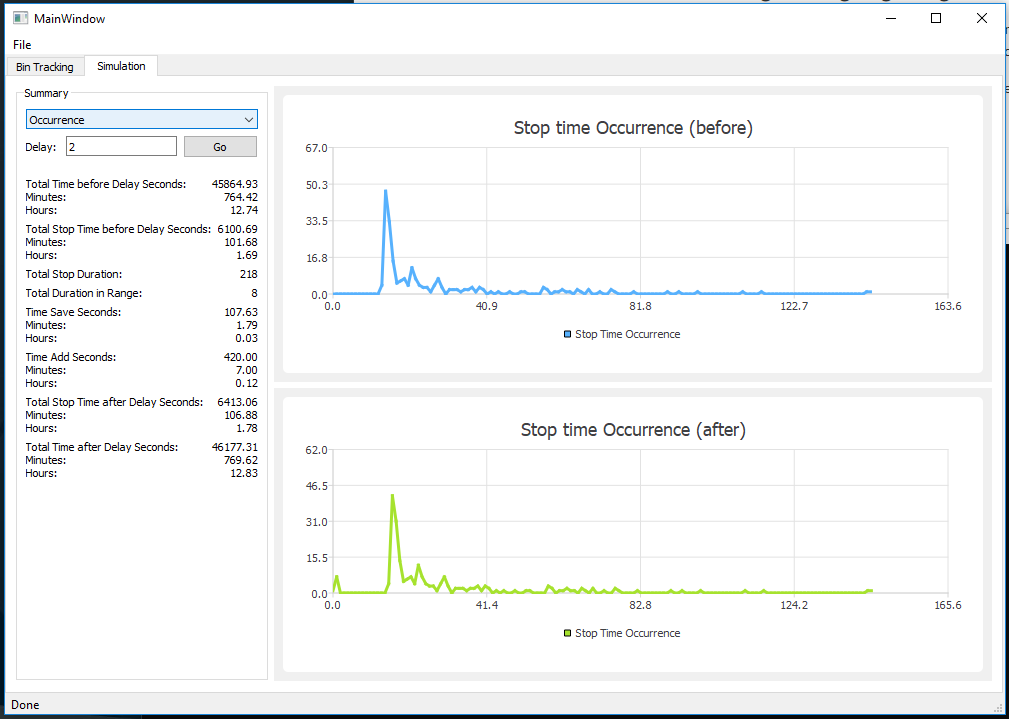 MainWindow
File
Bin Tracking
Simulation
Summary
Occurrence
Delay: 2 Go
Total Time before Delay Seconds: 45864.93
Minutes: 764.42
Hours: 12.74
Total Stop Time before Delay Seconds: 6100.69
Minutes: 101.68
Hours: 1.69
Total Stop Duration: 218
Total Duration in Range: 8
Time Save Seconds: 107.63
Minutes: 1.79
Hours: 0.03
Time Add Seconds: 420.00
Minutes: 7.00
Hours: 0.12
Total Stop Time after Delay Seconds: 6413.06
Minutes: 106.88
Hours: 1.78
Total Time after Delay Seconds: 46177.31
Minutes: 769.62
Hours: 12.83
Stop time Occurrence (before)
67.0
50.3
33.5
16.8
0.0
0.0 40.9 81.8 122.7 163.6
Stop Time Occurrence
Stop time Occurrence (after)
62.0
46.5
31.0
15.5
0.0
0.0 41.4 82.8 124.2 165.6
Stop Time Occurrence
Done